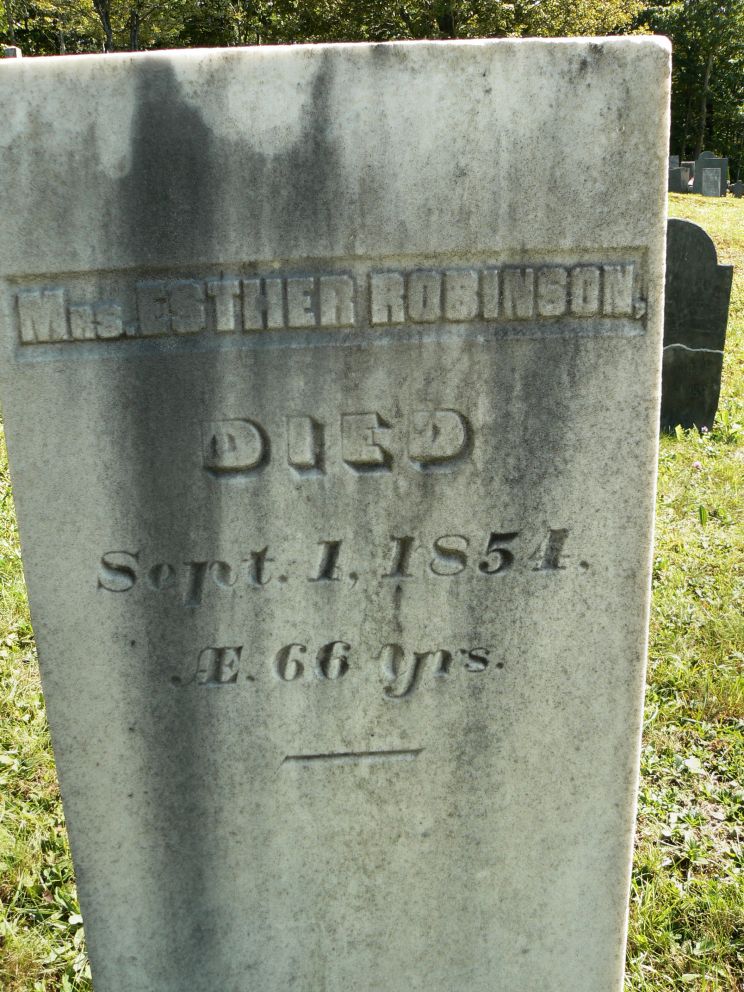 Mrs. ESTHER ROBINSON,
DIED
Sept. 1, 1854.
Æ. 66 Yrs.